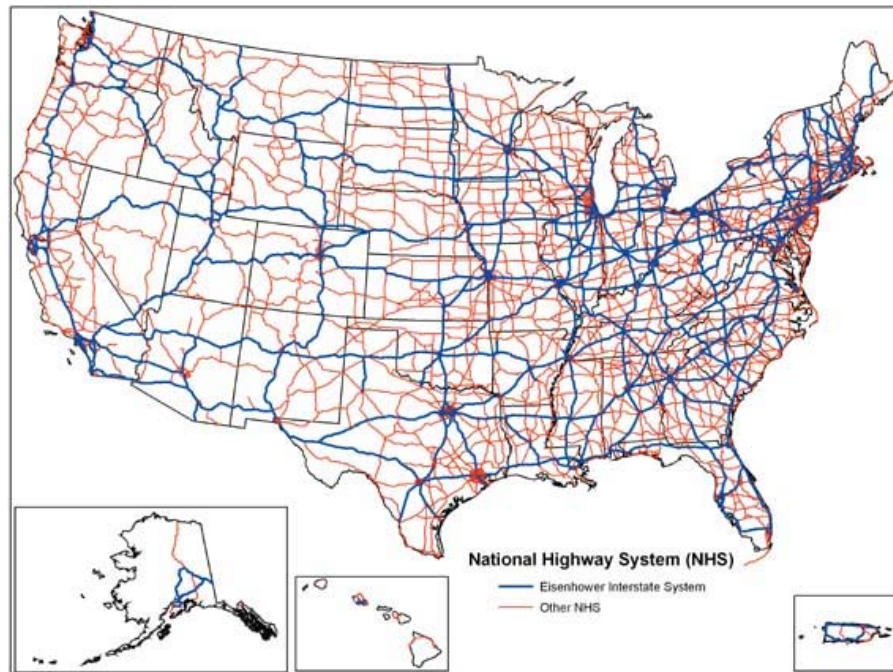 National Highway System (NHS)
Eisenhower Interstate System
Other NHS